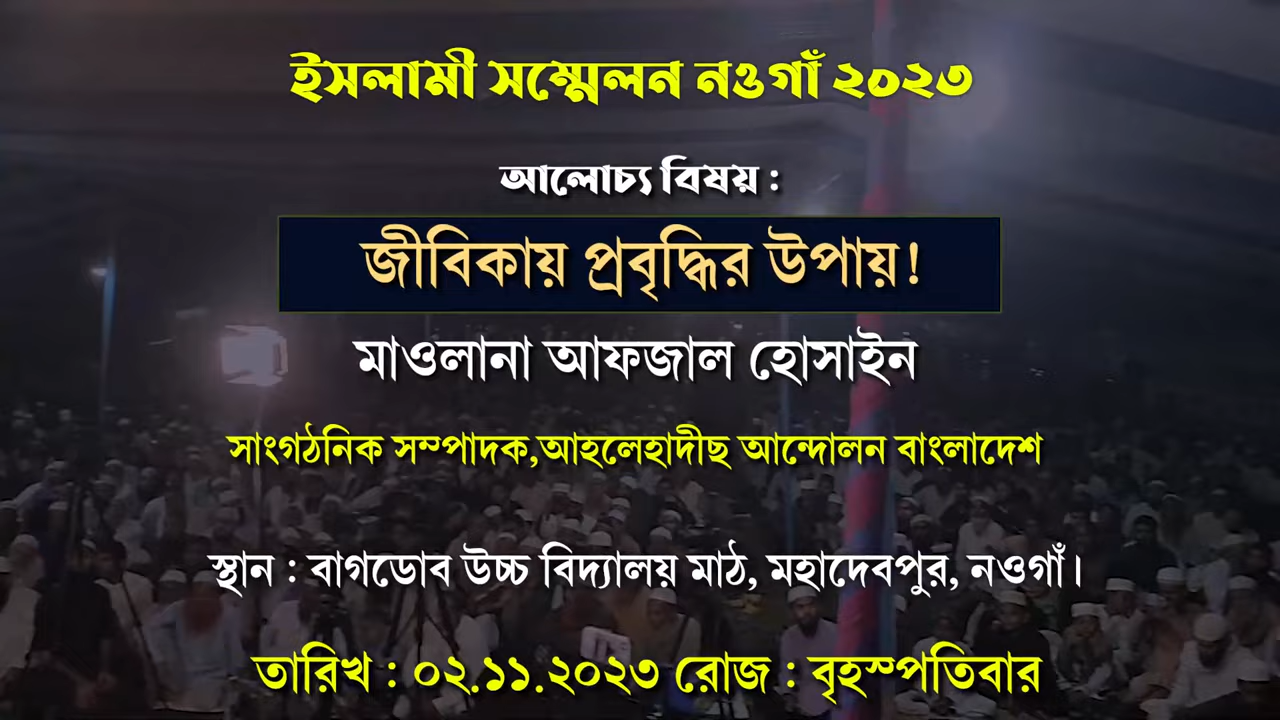 ইসলামী সম্মেলন নওগাঁ ২০২৩
আলোচ্য বিষয় :
জীবিকায় প্রবৃদ্ধির উপায়!
মাওলানা আফজাল হোসাইন
সাংগঠনিক সম্পাদক,আহলেহাদীছ আন্দোলন বাংলাদেশ
স্থান : বাগডোব উচ্চ বিদ্যালয় মাঠ, মহাদেবপুর, নওগাঁ।
তারিখ : ০২.১১.২০২৩ রোজ : বৃহস্পতিবার